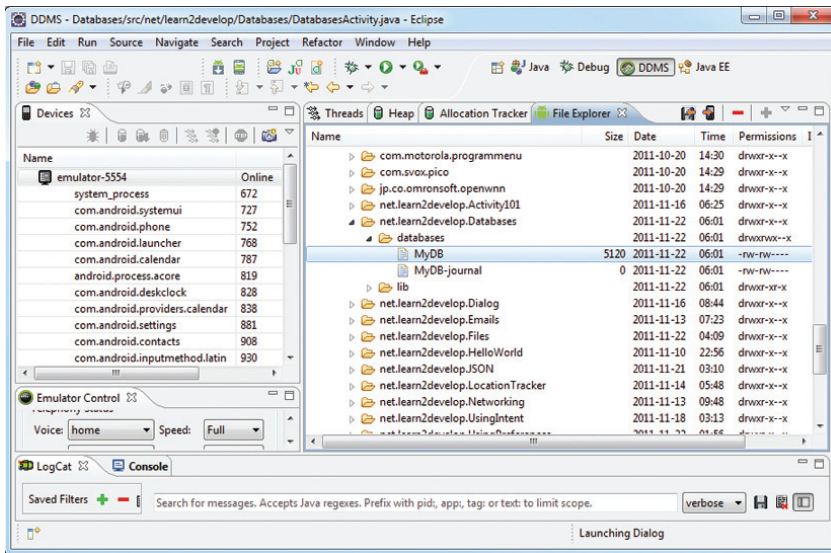 DDMS - Databases/src/net/learn2develop/Databases/DatabasesActivity.java - Eclipse
File Edit Run Source Navigate Search Project Refactor Window Help
Java Debug DDMS Java EE
Devices
Name
emulator-5554 Online
system_process 672
com.android.systemui 727
com.android.phone 752
com.android.launcher 768
com.android.calendar 787
android.process.acore 819
com.android.deskclock 828
com.android.providers.calendar 838
com.android.settings 881
com.android.contacts 908
com.android.inputmethod.latin 930
Emulator Control
Telephony Status
Voice: home Speed: Full
Threads Heap Allocation Tracker File Explorer
Name Size Date Time Permissions I
com.motorola.programmenu 2011-10-20 14:30 drwxr-x--x
com.svox.pico 2011-10-20 14:29 drwxr-x--x
jp.co.omronsoft.openwnn 2011-10-20 14:29 drwxr-x--x
net.learn2develop.Activity101 2011-11-16 06:25 drwxr-x--x
net.learn2develop.Databases 2011-11-22 06:01 drwxr-x--x
databases 2011-11-22 06:01 drwxrwx--x
MyDB 5120 2011-11-22 06:01 -rw-rw----
MyDB-journal 0 2011-11-22 06:01 -rw-rw----
lib 2011-11-22 06:01 drwxr-xr-x
net.learn2develop.Dialog 2011-11-16 08:44 drwxr-x--x
net.learn2develop.Emails 2011-11-13 07:23 drwxr-x--x
net.learn2develop.Files 2011-11-22 04:09 drwxr-x--x
net.learn2develop.HelloWorld 2011-11-10 22:56 drwxr-x--x
net.learn2develop.JSON 2011-11-21 03:10 drwxr-x--x
net.learn2develop.LocationTracker 2011-11-14 05:48 drwxr-x--x
net.learn2develop.Networking 2011-11-13 09:48 drwxr-x--x
net.learn2develop.UsingIntent 2011-11-18 03:13 drwxr-x--x
LogCat Console
Saved Filters
Search for messages. Accepts Java regexes. Prefix with pid:, app:, tag: or text: to limit scope.
verbose
Launching Dialog